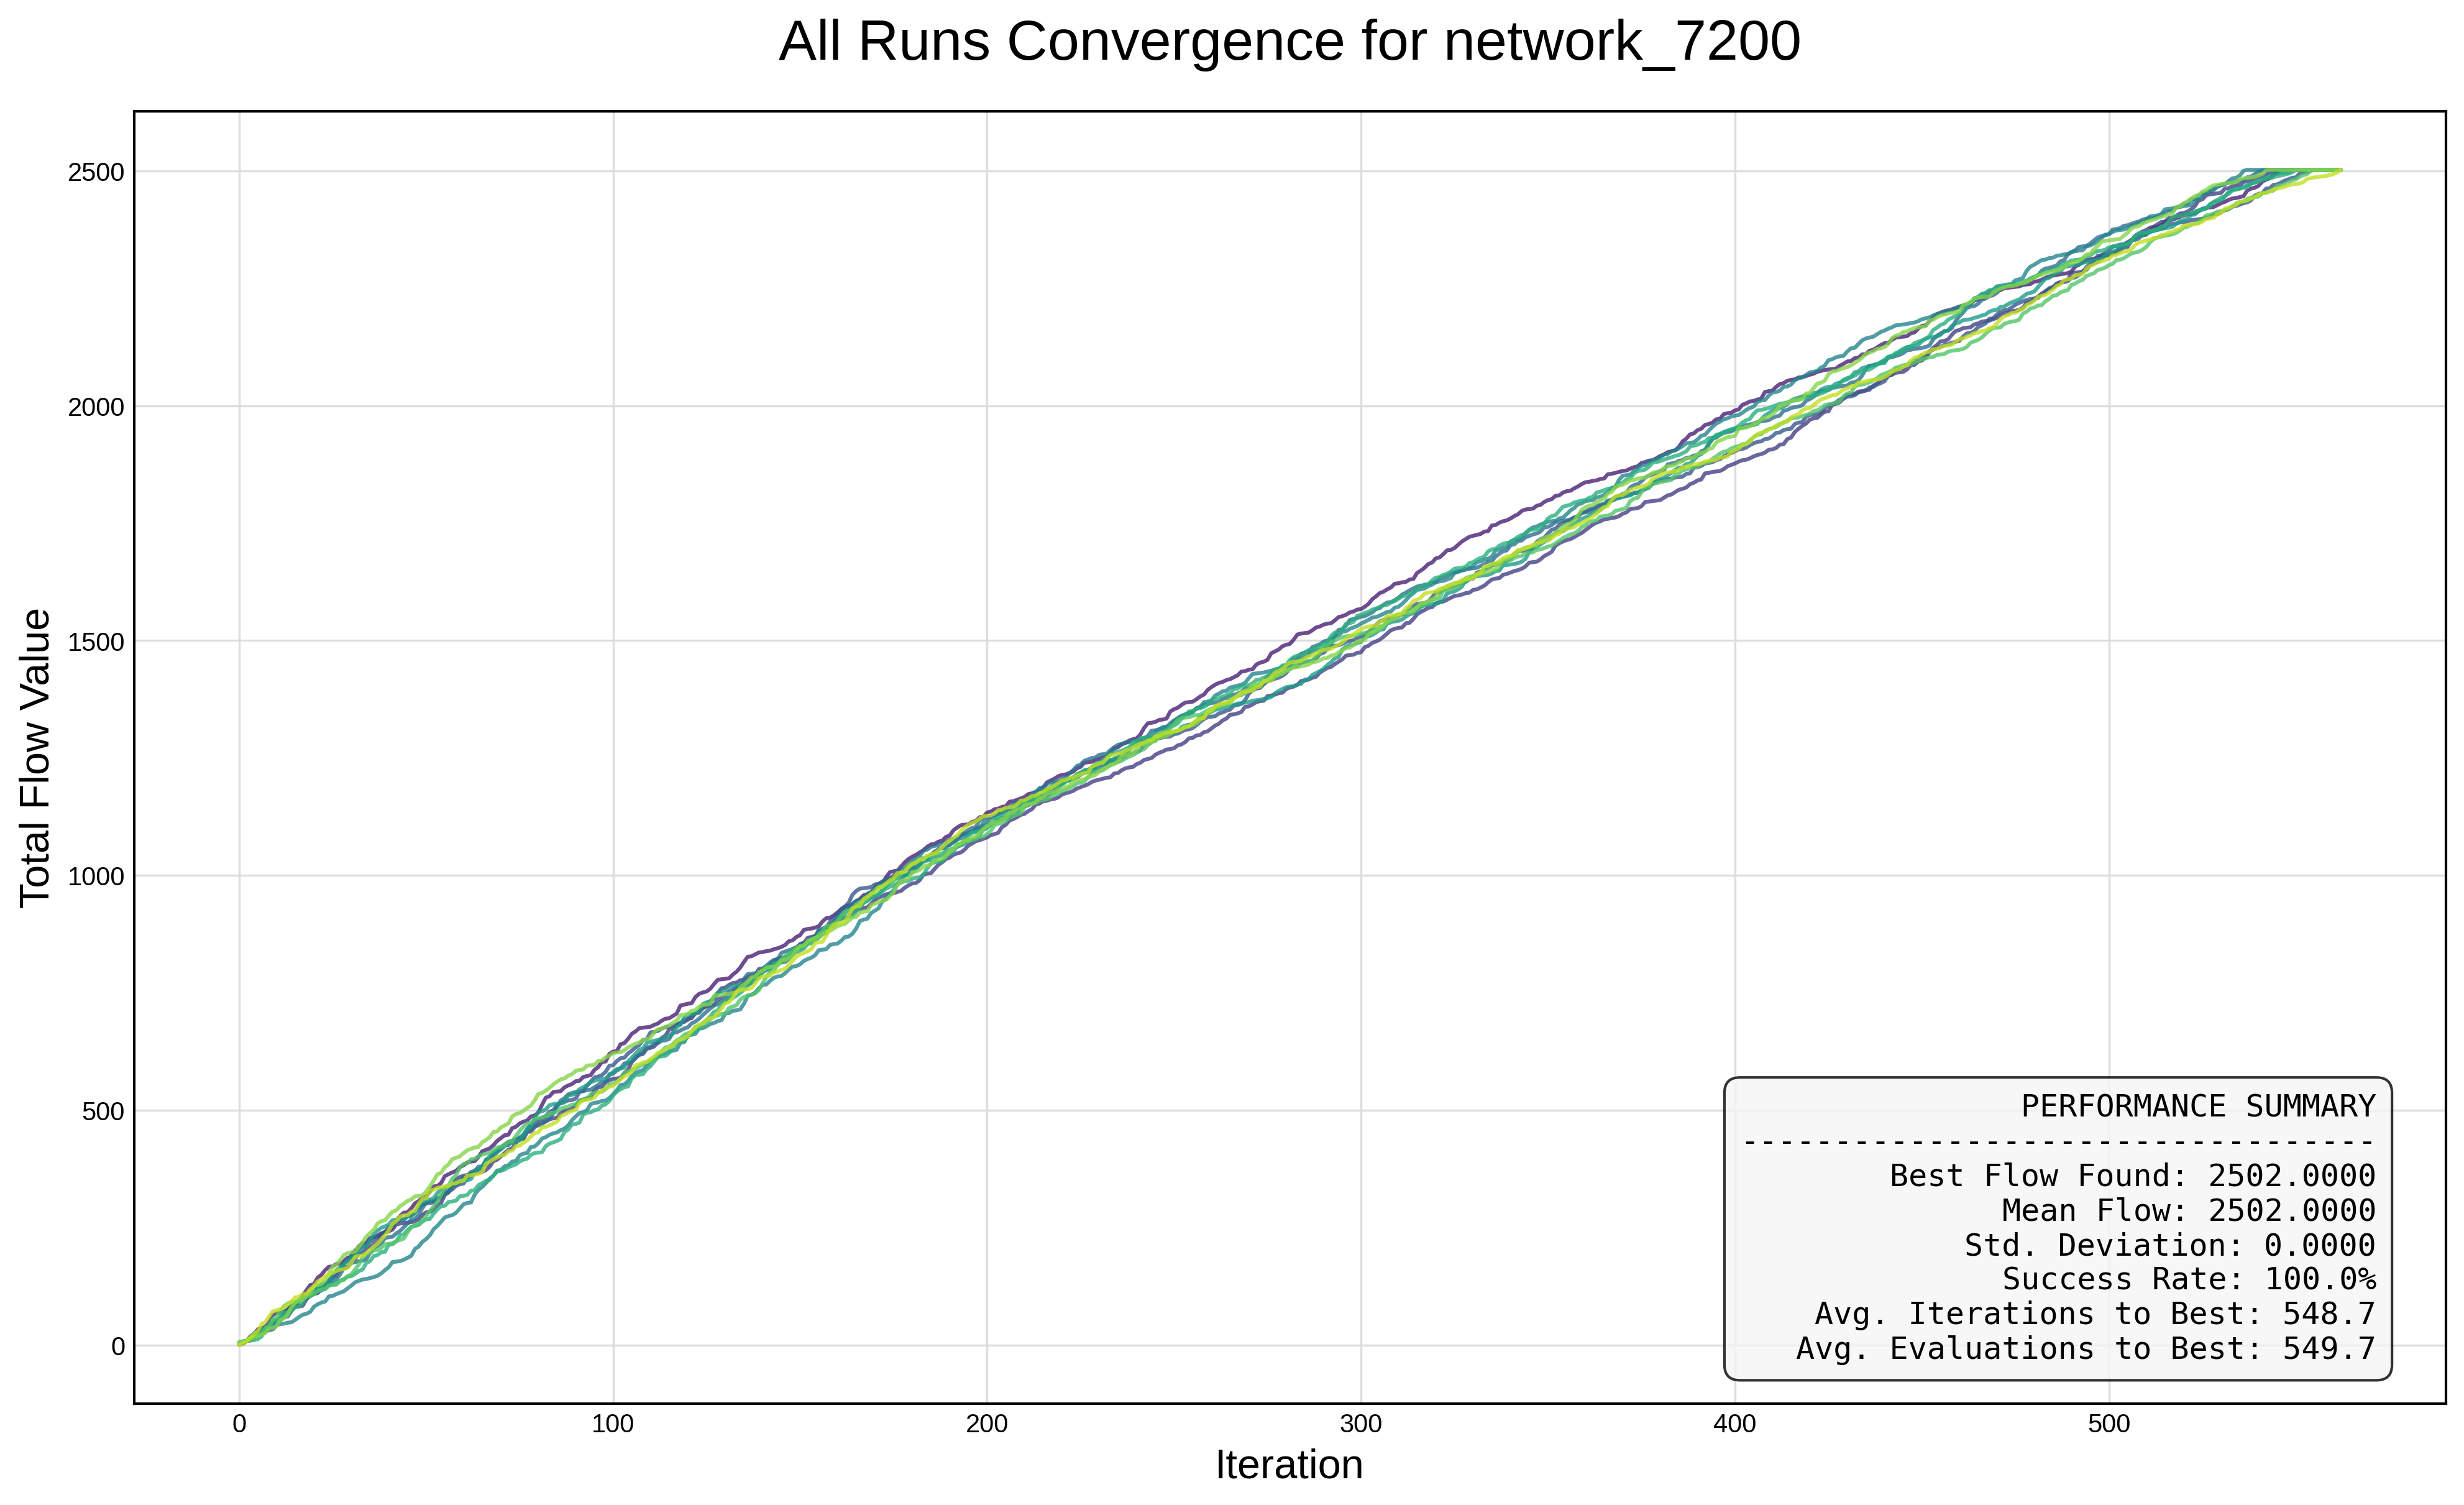 All Runs Convergence for network_7200
Total Flow Value
2500
2000
1500
1000
500
0
0 100 200 300 400 500
Iteration
PERFORMANCE SUMMARY
----------------------------------
Best Flow Found: 2502.0000
Mean Flow: 2502.0000
Std. Deviation: 0.0000
Success Rate: 100.0%
Avg. Iterations to Best: 548.7
Avg. Evaluations to Best: 549.7